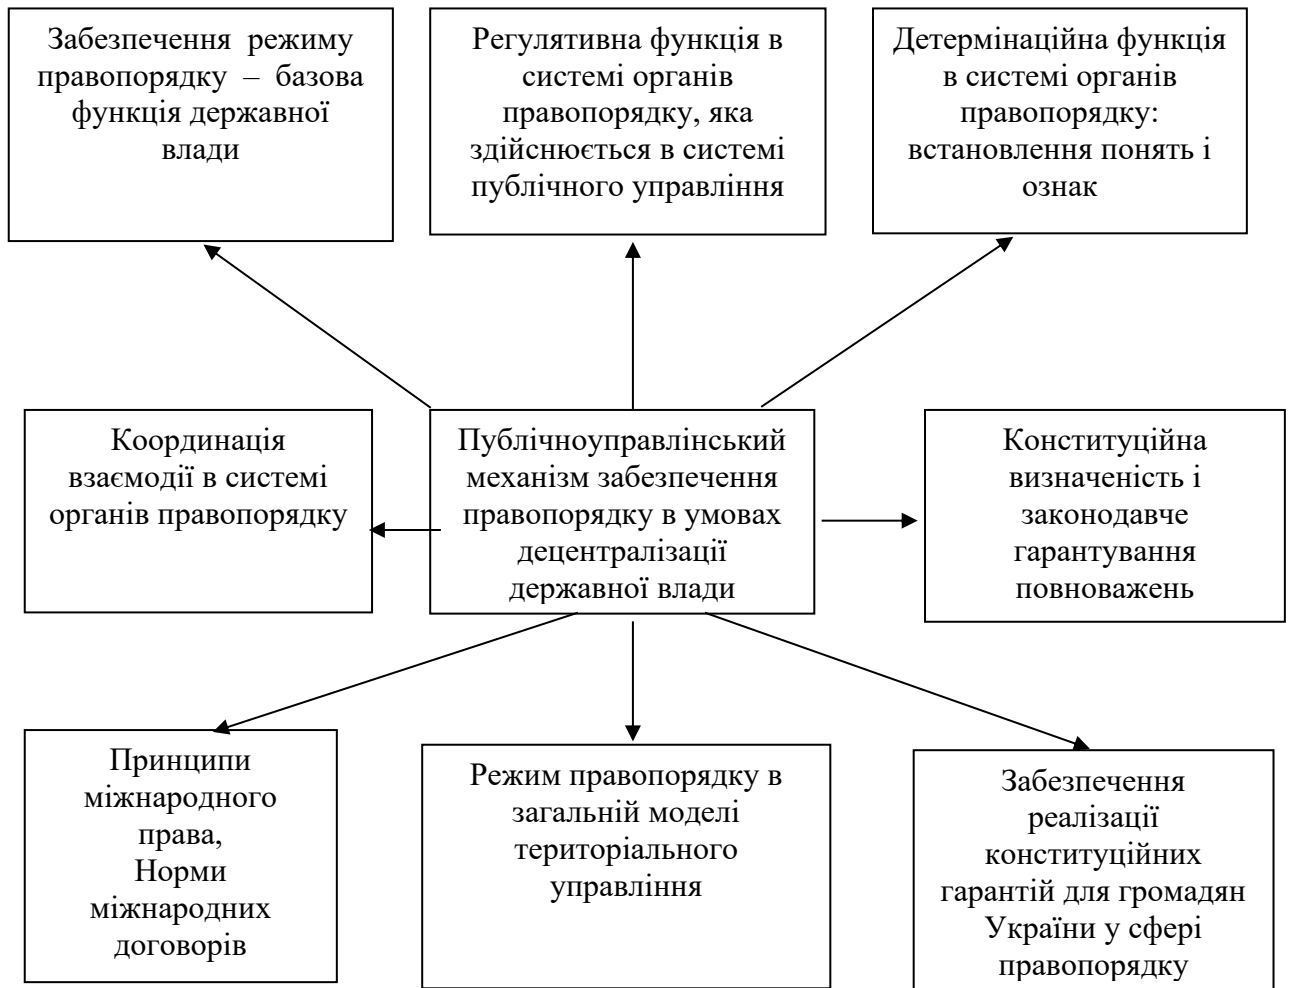 Забезпечення режиму
правопорядку – базова
функція державної
влади
Регулятивна функція в
системі органів
правопорядку, яка
здійснюється в системі
публічного управління
Детермінаційна функція
в системі органів
правопорядку:
встановлення понять і
ознак
Координація
взаємодії в системі
органів правопорядку
Публічноуправлінський
механізм забезпечення
правопорядку в умовах
децентралізації
державної влади
Конституційна
визначеність і
законодавче
гарантування
повноважень
Принципи
міжнародного
права,
Норми
міжнародних
договорів
Режим правопорядку в
загальній моделі
територіального
управління
Забезпечення
реалізації
конституційних
гарантій для громадян
України у сфері
правопорядку